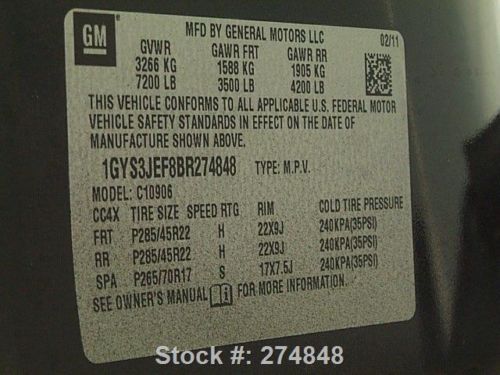 GM
MFD BY GENERAL MOTORS LLC
02/11
GVWR GAWR FRT GAWR RR
3266 KG 1588 KG 1905 KG
7200 LB 3500 LB 4200 LB
THIS VEHICLE CONFORMS TO ALL APPLICABLE U.S. FEDERAL MOTOR
VEHICLE SAFETY STANDARDS IN EFFECT ON THE DATE OF
MANUFACTURE SHOWN ABOVE.
1GYS3JEF8BR274848 TYPE: M.P.V.
MODEL: C10906
CC4X TIRE SIZE SPEED RTG RIM COLD TIRE PRESSURE
FRT P285/45R22 H 22X9J 240KPA(35PSI)
RR P285/45R22 H 22X9J 240KPA(35PSI)
SPA P265/70R17 S 17X7.5J 240KPA(35PSI)
SEE OWNER'S MANUAL FOR MORE INFORMATION.
Stock #: 274848